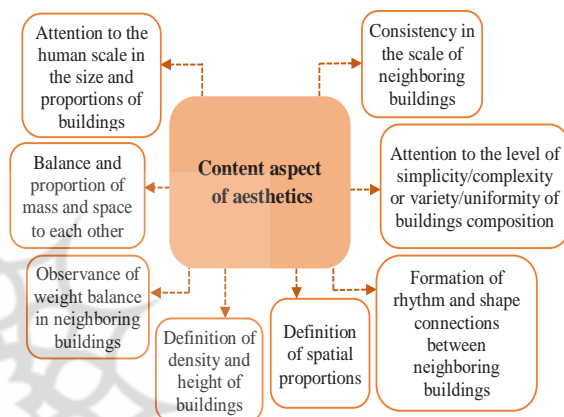 Attention to the
human scale in
the size and
proportions of
buildings
Consistency in
the scale of
neighboring
buildings
Content aspect
of aesthetics
Balance and
proportion of
mass and space
to each other
Attention to the level of
simplicity/complexity
or variety/uniformity of
buildings composition
Observance of
weight balance
in neighboring
buildings
Definition of
density and
height of
buildings
Definition
of spatial
proportions
Formation of
rhythm and shape
connections
between
neighboring
buildings